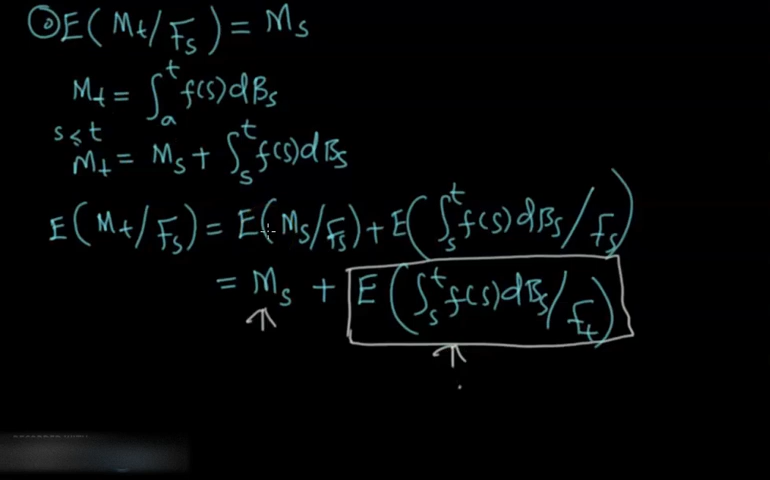 ⊙ E(Mt/Fs) = Ms
Mt = ∫ₐᵗ f(s)dBs
s≤t
Mt = Ms + ∫ₛᵗ f(s)dBs
E(Mt/Fs) = E(Ms/Fs) + E(∫ₛᵗ f(s)dBs/Fs)
= Ms + E(∫ₛᵗ f(s)dBs/Ft)